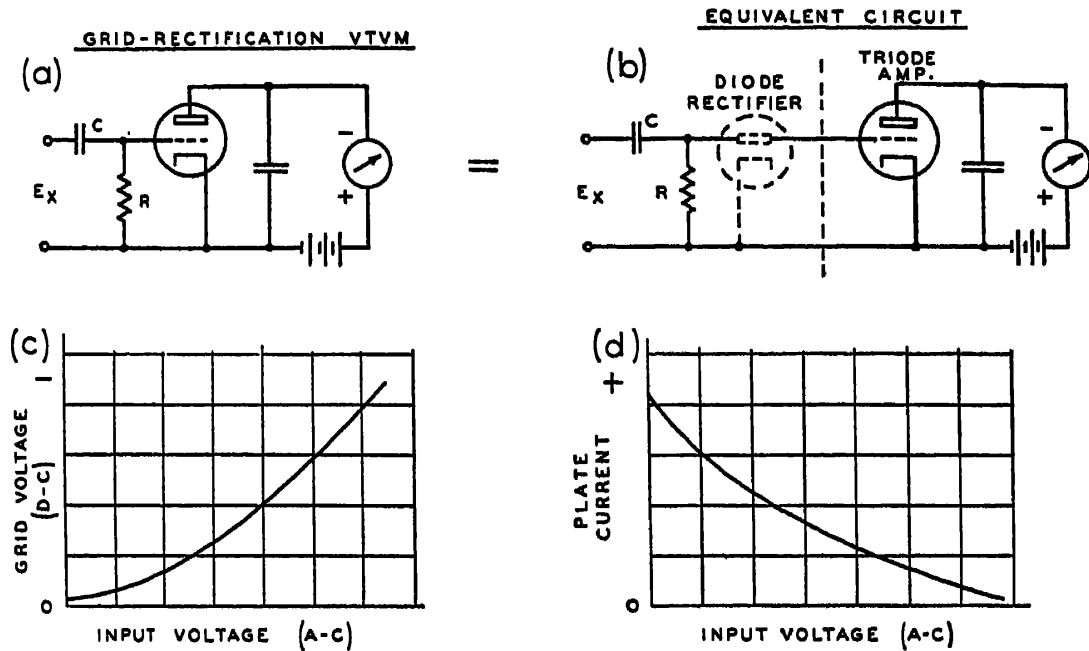 GRID-RECTIFICATION VTVM
(a)
C
EX
R
-
+
=
EQUIVALENT CIRCUIT
(b)
DIODE
RECTIFIER
TRIODE
AMP.
C
EX
R
-
+
(c)
-
GRID VOLTAGE
(D-C)
0
INPUT VOLTAGE (A-C)
(d)
+
PLATE
CURRENT
0
INPUT VOLTAGE (A-C)